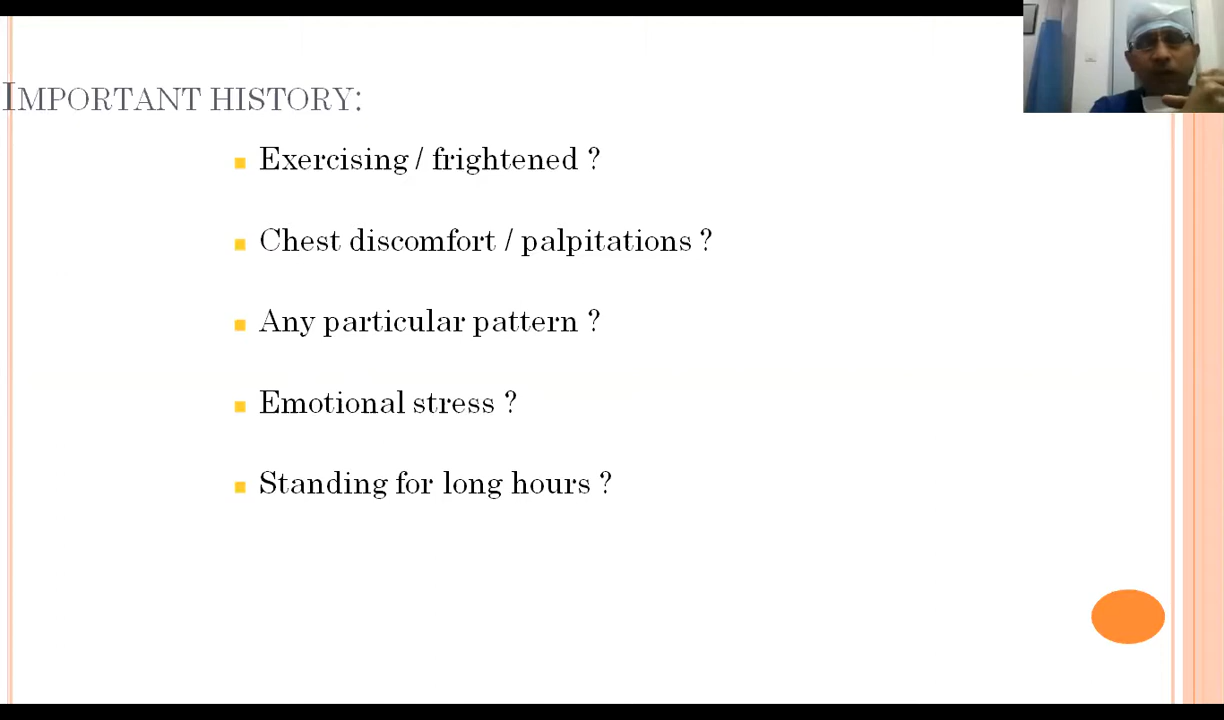 IMPORTANT HISTORY:
Exercising / frightened ?
Chest discomfort / palpitations ?
Any particular pattern ?
Emotional stress ?
Standing for long hours ?